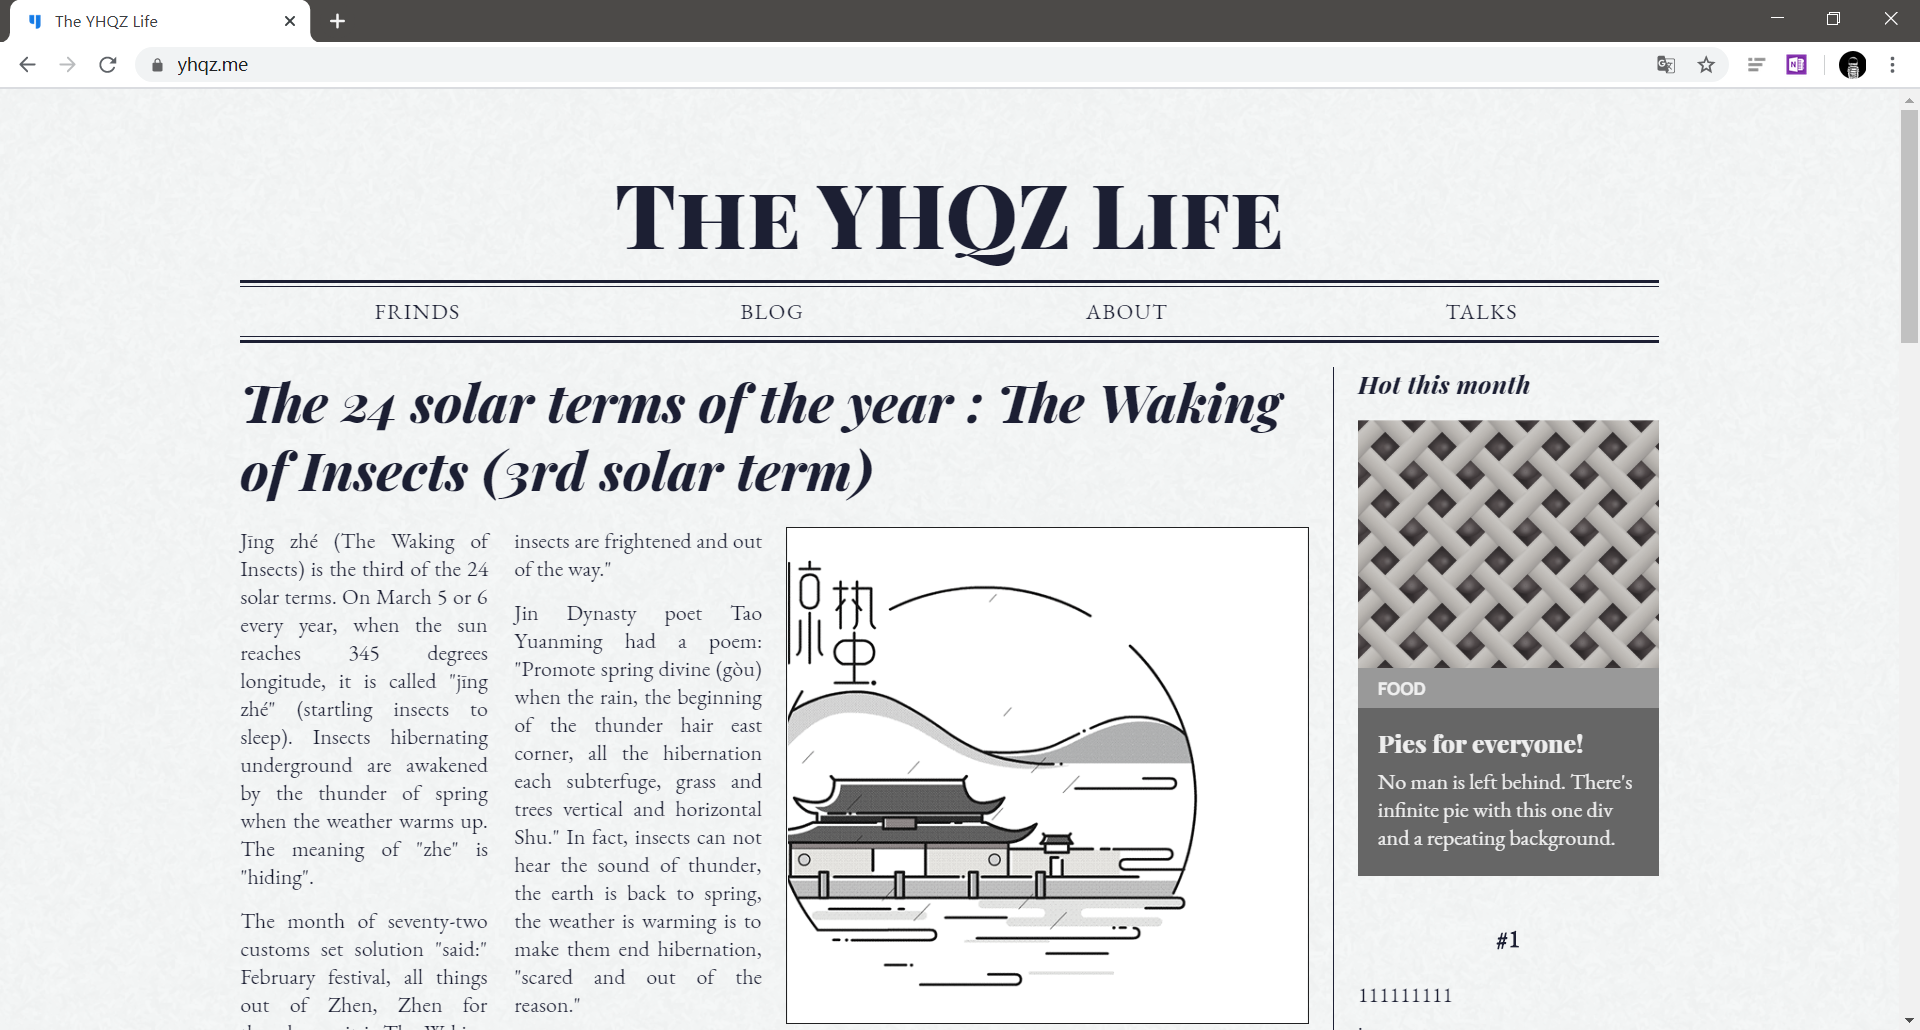 The YHQZ Life
yhqz.me
The YHQZ Life
FRINDS
BLOG
ABOUT
TALKS
The 24 solar terms of the year : The Waking
of Insects (3rd solar term)
Jīng zhé (The Waking of
Insects) is the third of the 24
solar terms. On March 5 or 6
every year, when the sun
reaches 345 degrees
longitude, it is called "jīng
zhé" (startling insects to
sleep). Insects hibernating
underground are awakened
by the thunder of spring
when the weather warms up.
The meaning of "zhe" is
"hiding".
The month of seventy-two
customs set solution "said:"
February festival, all things
out of Zhen, Zhen for
insects are frightened and out
of the way."
Jin Dynasty poet Tao
Yuanming had a poem:
"Promote spring divine (gòu)
when the rain, the beginning
of the thunder hair east
corner, all the hibernation
each subterfuge, grass and
trees vertical and horizontal
Shu." In fact, insects can not
hear the sound of thunder,
the earth is back to spring,
the weather is warming is to
make them end hibernation,
"scared and out of the
reason."
Hot this month
FOOD
Pies for everyone!
No man is left behind. There's
infinite pie with this one div
and a repeating background.
#1
111111111